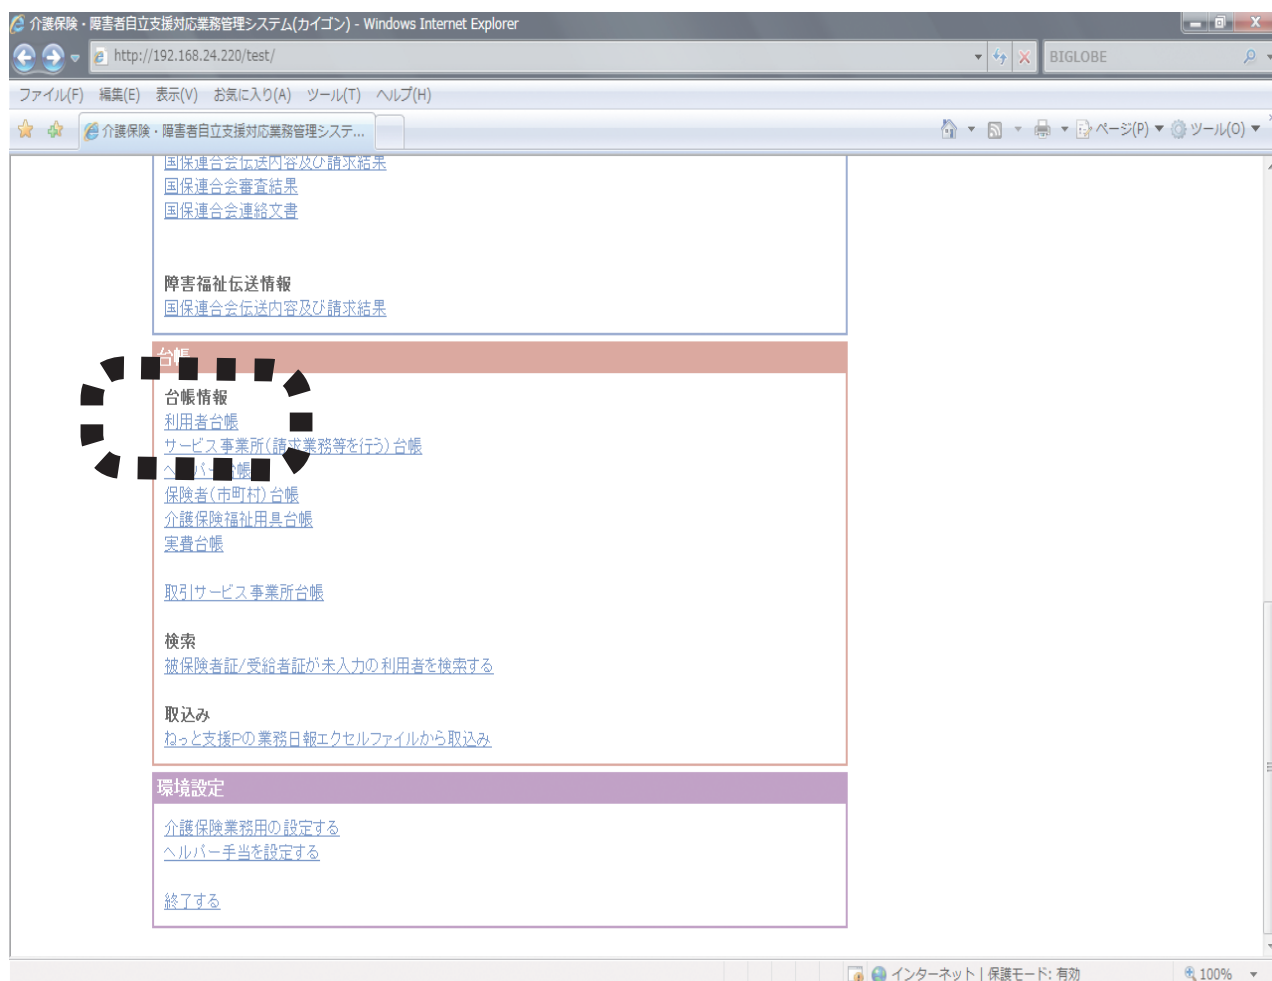 介護保険・障害者自立支援対応業務管理システム(カイゴン) - Windows Internet Explorer
http://192.168.24.220/test/
BIGLOBE
ファイル(F) 編集(E) 表示(V) お気に入り(A) ツール(T) ヘルプ(H)
介護保険・障害者自立支援対応業務管理システ...
ページ(P) ツール(O)
国保連合会伝送内容及び請求結果
国保連合会審査結果
国保連合会連絡文書
障害福祉伝送情報
国保連合会伝送内容及び請求結果
台帳
台帳情報
利用者台帳
サービス事業所(請求業務等を行う)台帳
ヘルパー台帳
保険者(市町村)台帳
介護保険福祉用具台帳
実費台帳
取引サービス事業所台帳
検索
被保険者証/受給者証が未入力の利用者を検索する
取込み
ねっと支援Pの業務日報エクセルファイルから取込み
環境設定
介護保険業務用の設定する
ヘルパー手当を設定する
終了する
インターネット | 保護モード: 有効
100%